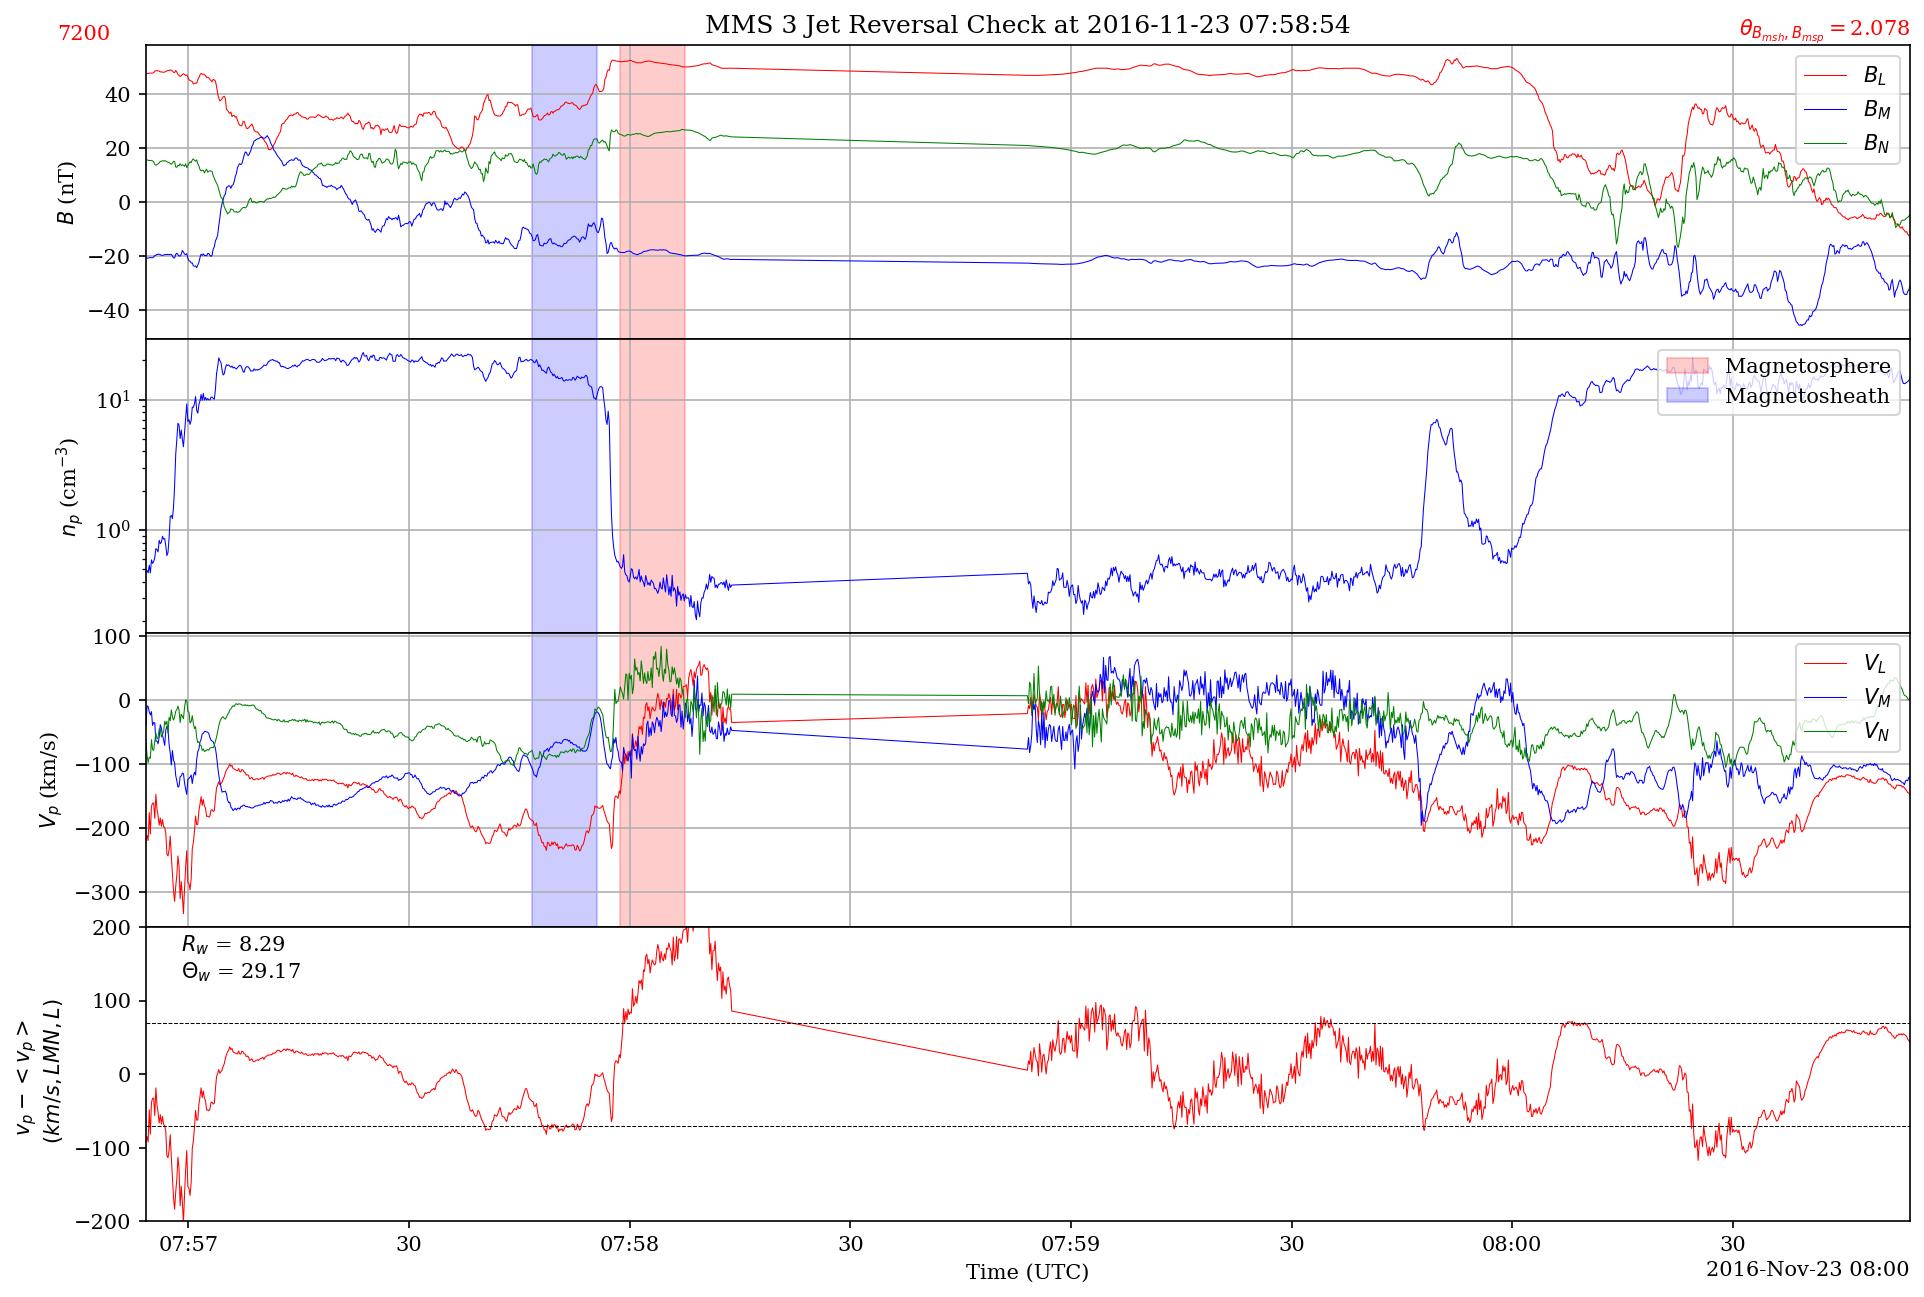 MMS 3 Jet Reversal Check at 2016-11-23 07:58:54
7200
θ_{B_{msh}, B_{msp}} = 2.078
40
20
0
−20
−40
B (nT)
B_L
B_M
B_N
10^1
10^0
n_p (cm^{−3})
Magnetosphere
Magnetosheath
100
0
−100
−200
−300
V_p (km/s)
V_L
V_M
V_N
200
100
0
−100
−200
v_p − < v_p >
(km/s, LMN, L)
R_w = 8.29
Θ_w = 29.17
07:57
30
07:58
30
07:59
30
08:00
30
Time (UTC)
2016-Nov-23 08:00